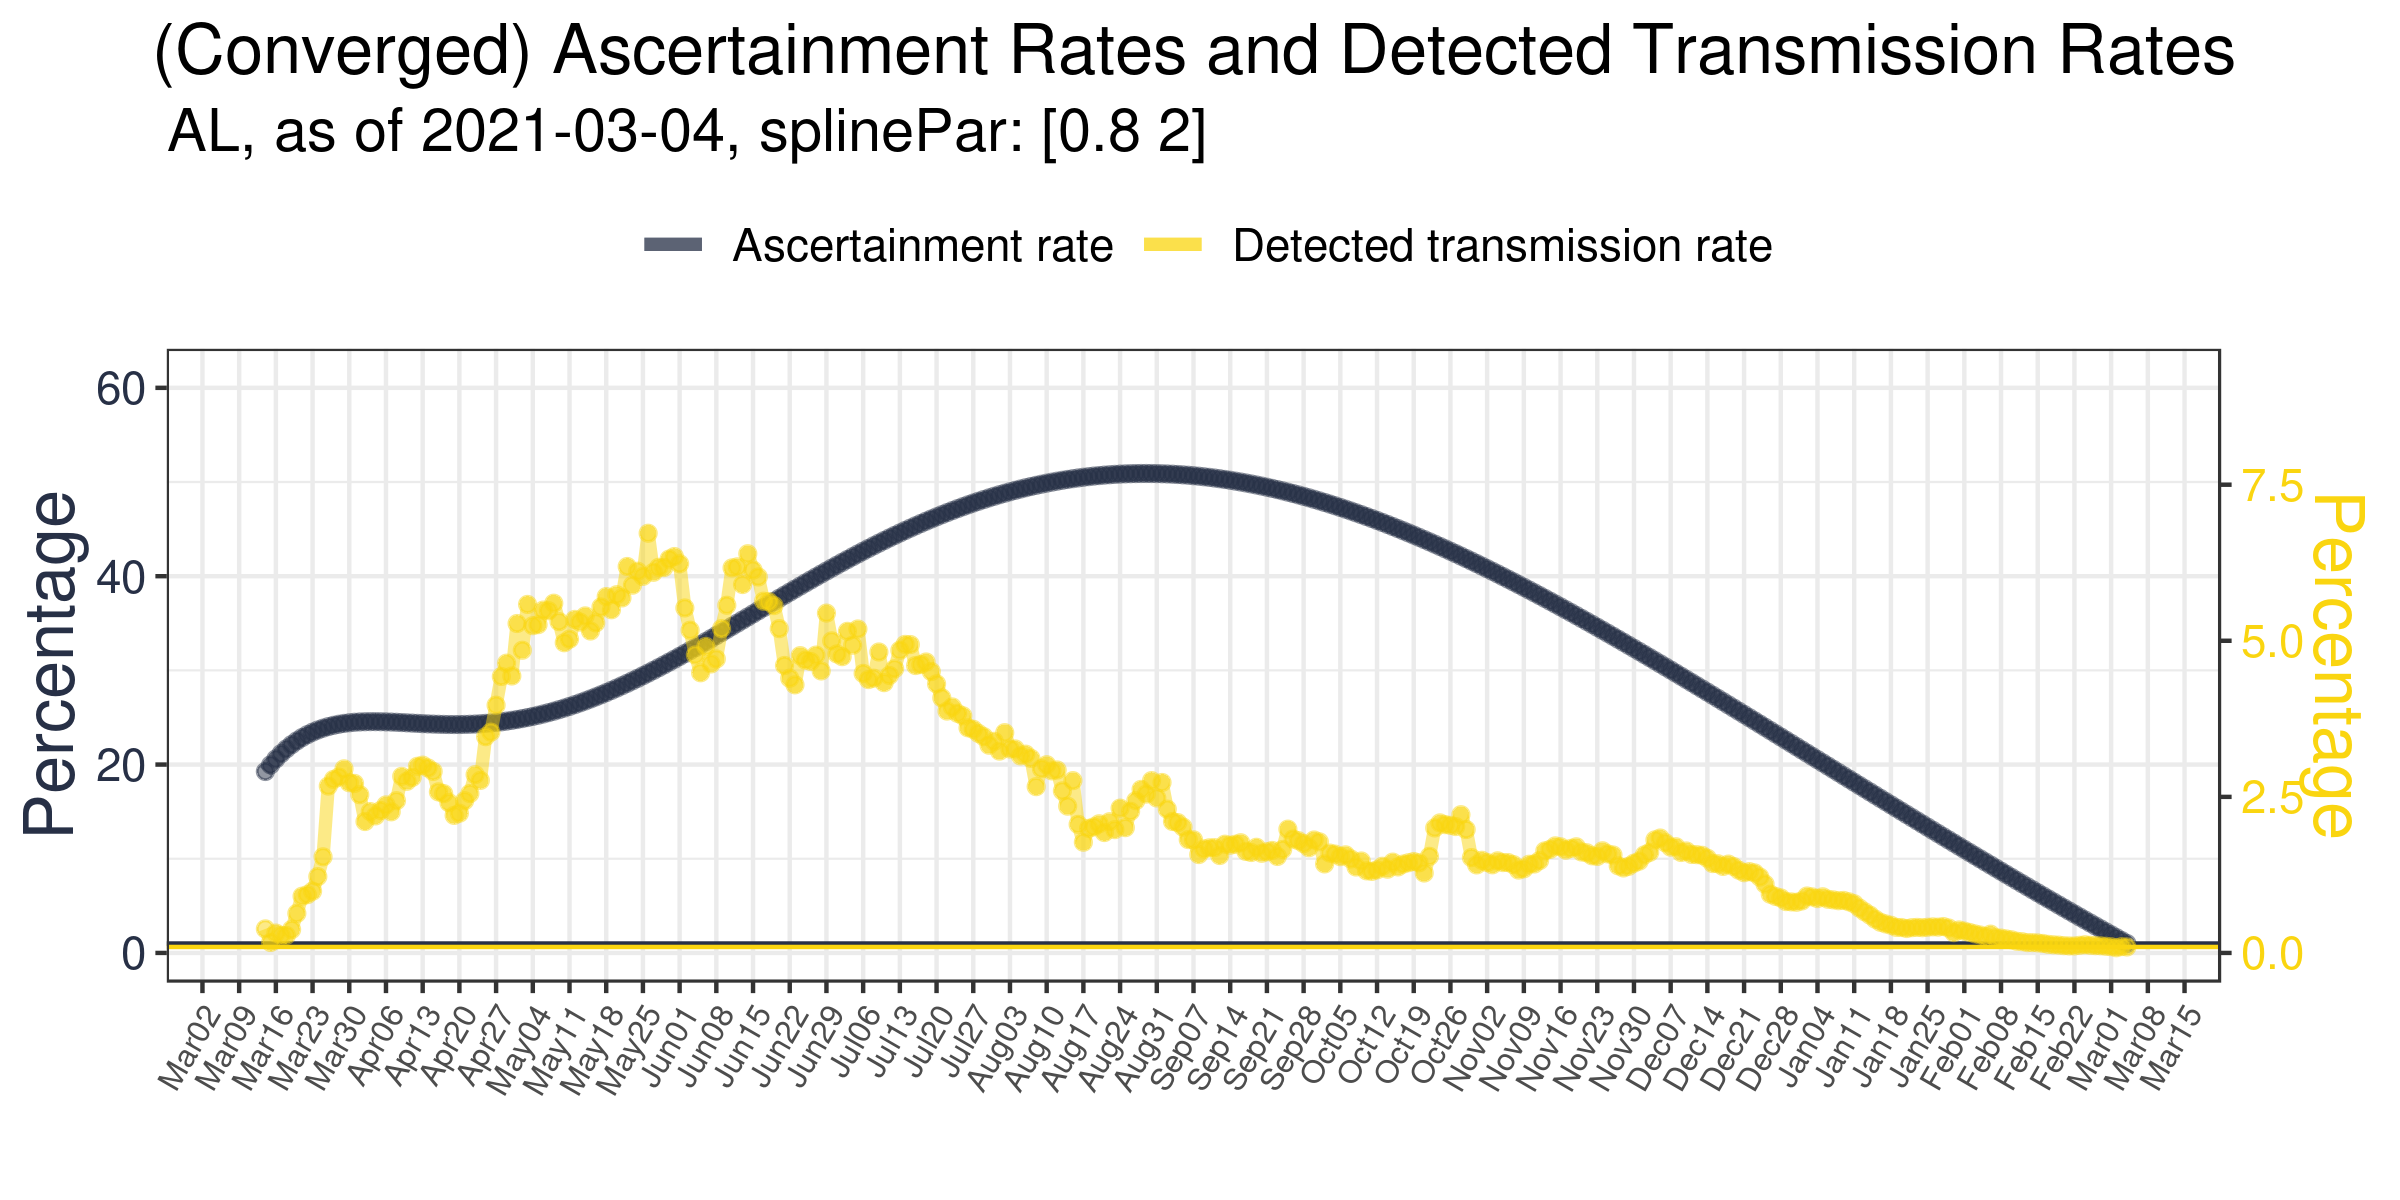 (Converged) Ascertainment Rates and Detected Transmission Rates
AL, as of 2021-03-04, splinePar: [0.8 2]
Ascertainment rate Detected transmission rate
Percentage
60
40
20
0
7.5
5.0
2.5
0.0
Percentage
Mar02
Mar09
Mar16
Mar23
Mar30
Apr06
Apr13
Apr20
Apr27
May04
May11
May18
May25
Jun01
Jun08
Jun15
Jun22
Jun29
Jul06
Jul13
Jul20
Jul27
Aug03
Aug10
Aug17
Aug24
Aug31
Sep07
Sep14
Sep21
Sep28
Oct05
Oct12
Oct19
Oct26
Nov02
Nov09
Nov16
Nov23
Nov30
Dec07
Dec14
Dec21
Dec28
Jan04
Jan11
Jan18
Jan25
Feb01
Feb08
Feb15
Feb22
Mar01
Mar08
Mar15